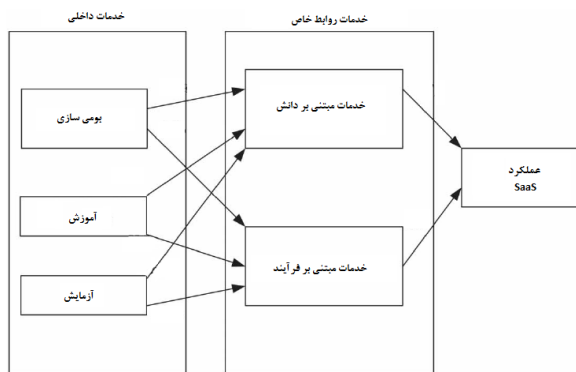 خدمات داخلی
خدمات روابط خاص
بومی سازی
آموزش
آزمایش
خدمات مبتنی بر دانش
خدمات مبتنی بر فرآیند
عملکرد
SaaS